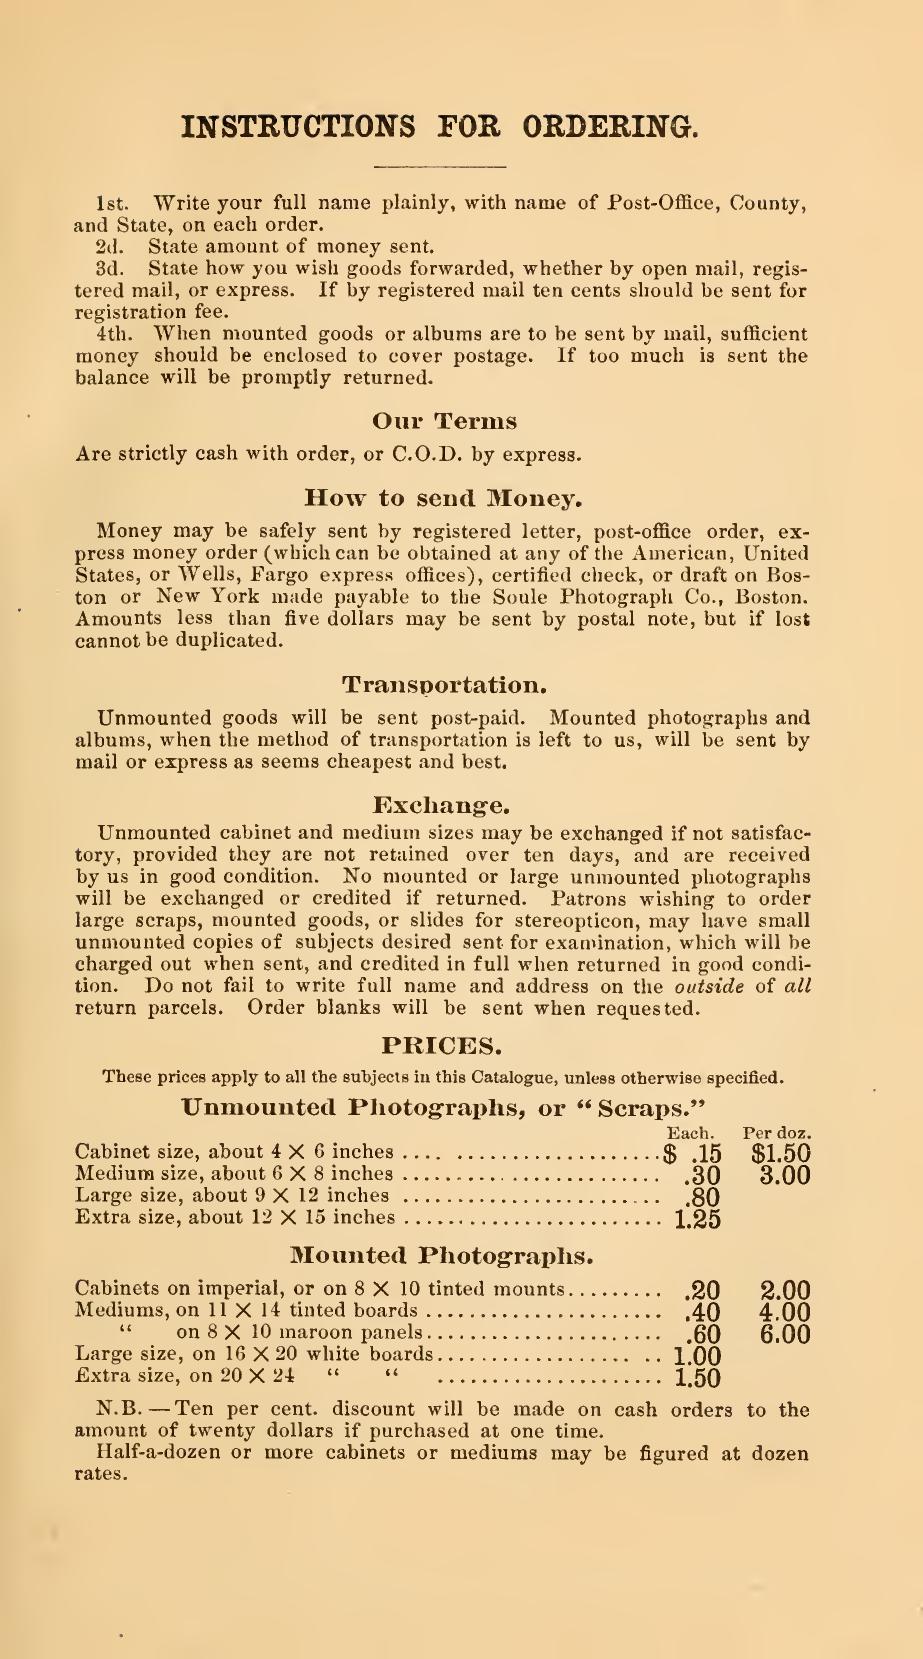 INSTRUCTIONS FOR ORDERING.
1st. Write your full name plainly, with name of Post-Office, County,
and State, on each order.
2d. State amount of money sent.
3d. State how you wish goods forwarded, whether by open mail, regis-
tered mail, or express. If by registered mail ten cents should be sent for
registration fee.
4th. When mounted goods or albums are to be sent by mail, sufficient
money should be enclosed to cover postage. If too much is sent the
balance will be promptly returned.
Our Terms
Are strictly cash with order, or C.O.D. by express.
How to send Money.
Money may be safely sent by registered letter, post-office order, ex-
press money order (which can be obtained at any of the American, United
States, or Wells, Fargo express offices), certified check, or draft on Bos-
ton or New York made payable to the Soule Photograph Co., Boston.
Amounts less than five dollars may be sent by postal note, but if lost
cannot be duplicated.
Transportation.
Unmounted goods will be sent post-paid. Mounted photographs and
albums, when the method of transportation is left to us, will be sent by
mail or express as seems cheapest and best.
Exchange.
Unmounted cabinet and medium sizes may be exchanged if not satisfac-
tory, provided they are not retained over ten days, and are received
by us in good condition. No mounted or large unmounted photographs
will be exchanged or credited if returned. Patrons wishing to order
large scraps, mounted goods, or slides for stereopticon, may have small
unmounted copies of subjects desired sent for examination, which will be
charged out when sent, and credited in full when returned in good condi-
tion. Do not fail to write full name and address on the outside of all
return parcels. Order blanks will be sent when requested.
PRICES.
These prices apply to all the subjects in this Catalogue, unless otherwise specified.
Unmounted Photographs, or "Scraps."
Each. Per doz.
Cabinet size, about 4 X 6 inches .... ....................$ .15 $1.50
Medium size, about 6 X 8 inches .......................... .30 3.00
Large size, about 9 X 12 inches .......................... .80
Extra size, about 12 X 15 inches .......................... 1.25
Mounted Photographs.
Cabinets on imperial, or on 8 X 10 tinted mounts......... .20 2.00
Mediums, on 11 X 14 tinted boards ........................ .40 4.00
" on 8 X 10 maroon panels........................ .60 6.00
Large size, on 16 X 20 white boards.................... .. 1.00
Extra size, on 20 X 24 " " ....................... 1.50
N.B. — Ten per cent. discount will be made on cash orders to the
amount of twenty dollars if purchased at one time.
Half-a-dozen or more cabinets or mediums may be figured at dozen
rates.